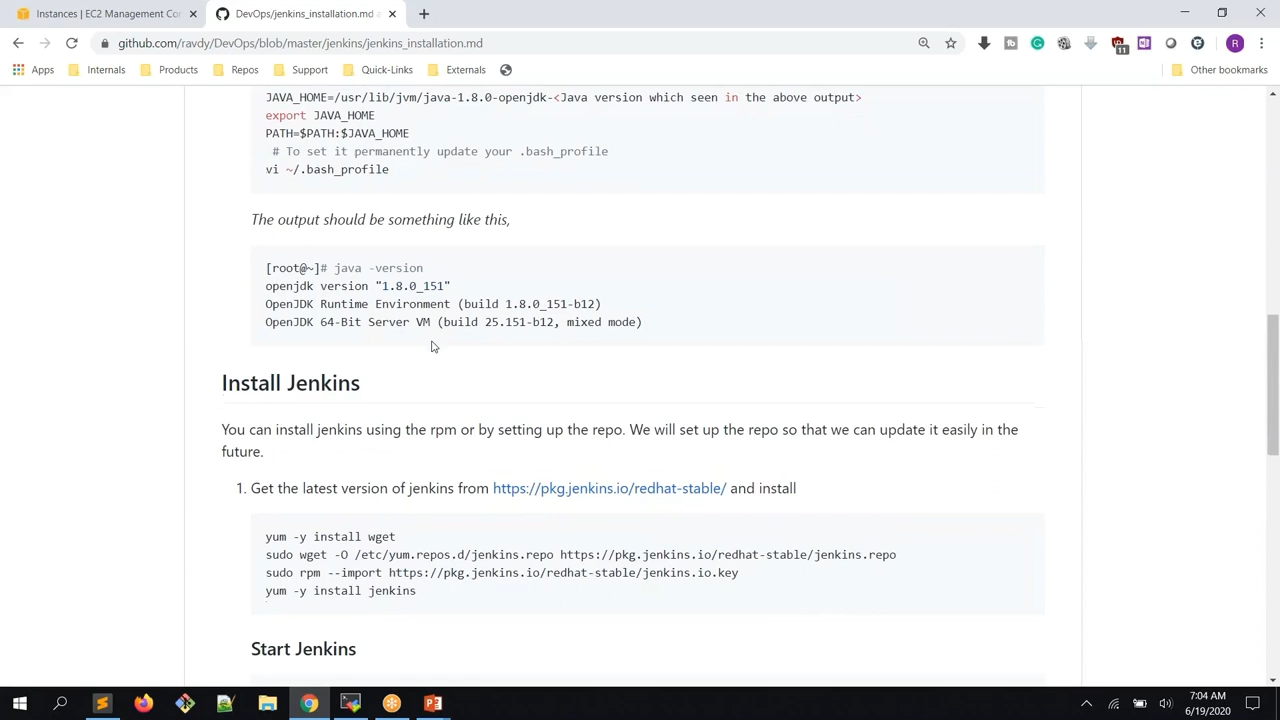 Instances | EC2 Management Con
DevOps/jenkins_installation.md a
github.com/ravdy/DevOps/blob/master/jenkins/jenkins_installation.md
11
R
Apps
Internals
Products
Repos
Support
Quick-Links
Externals
Other bookmarks
JAVA_HOME=/usr/lib/jvm/java-1.8.0-openjdk-<Java version which seen in the above output>
export JAVA_HOME
PATH=$PATH:$JAVA_HOME
# To set it permanently update your .bash_profile
vi ~/.bash_profile
The output should be something like this,
[root@~]# java -version
openjdk version "1.8.0_151"
OpenJDK Runtime Environment (build 1.8.0_151-b12)
OpenJDK 64-Bit Server VM (build 25.151-b12, mixed mode)
Install Jenkins
You can install jenkins using the rpm or by setting up the repo. We will set up the repo so that we can update it easily in the
future.
1. Get the latest version of jenkins from https://pkg.jenkins.io/redhat-stable/ and install
yum -y install wget
sudo wget -O /etc/yum.repos.d/jenkins.repo https://pkg.jenkins.io/redhat-stable/jenkins.repo
sudo rpm --import https://pkg.jenkins.io/redhat-stable/jenkins.io.key
yum -y install jenkins
Start Jenkins
7:04 AM
6/19/2020